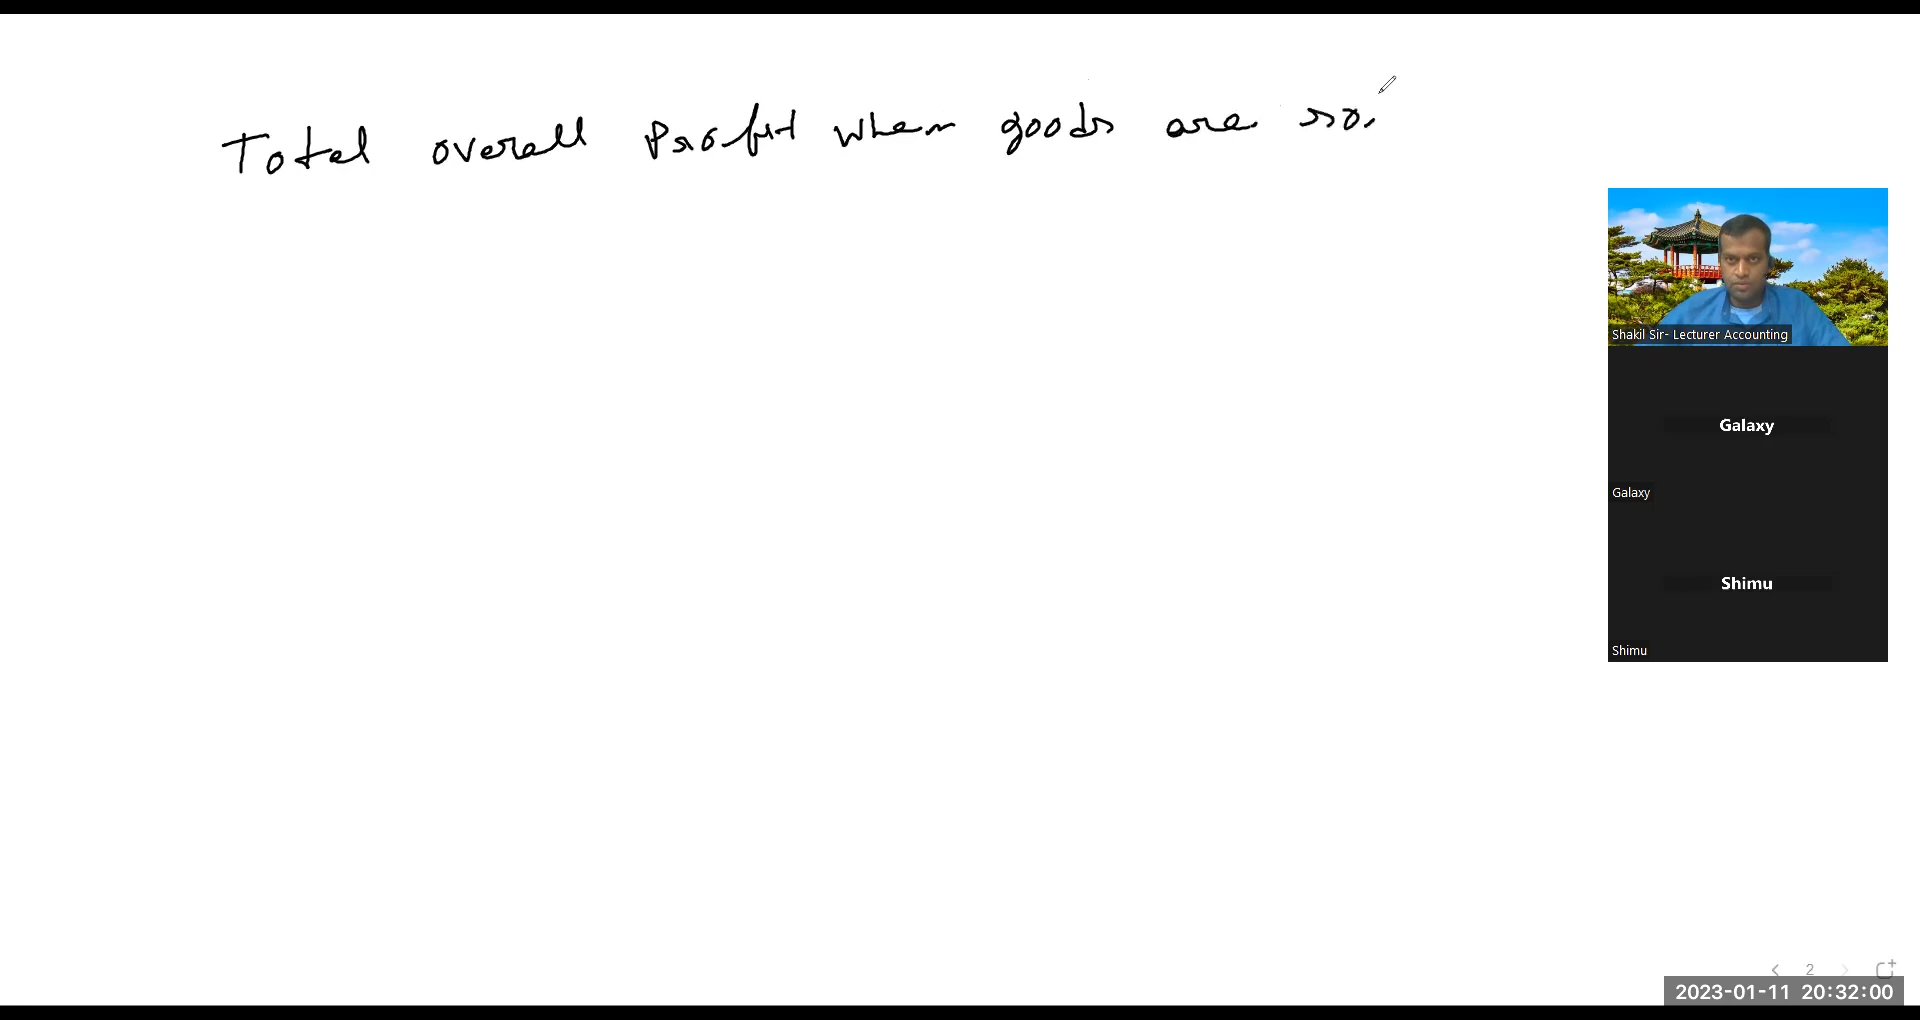 Total overall Profit when goods are so
Shakil Sir- Lecturer Accounting
Galaxy
Galaxy
Shimu
Shimu
2
2023-01-11 20:32:00